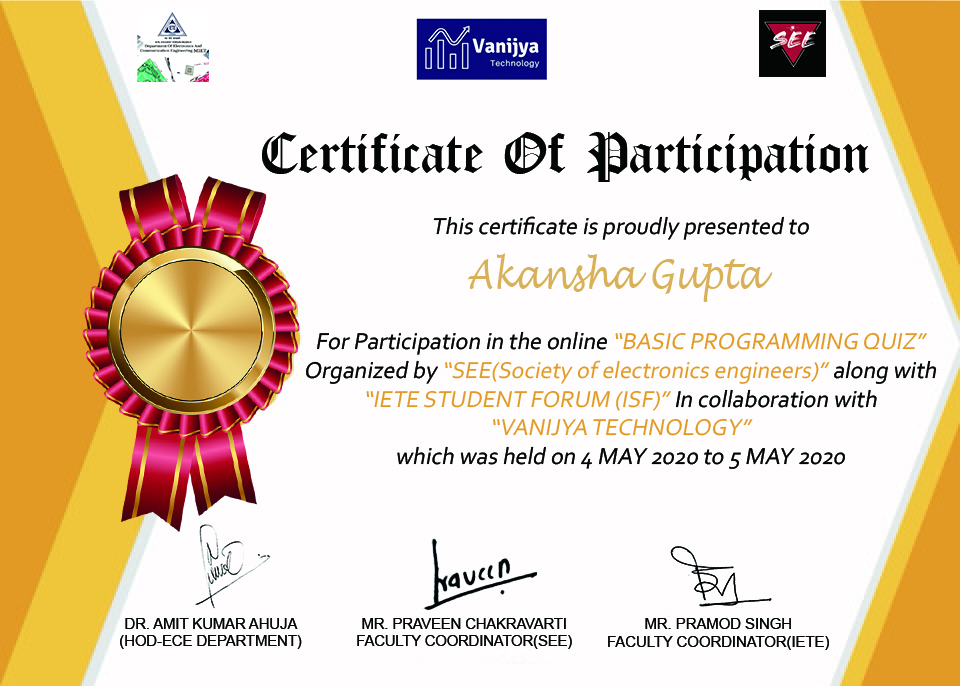 Department Of Electronics And
Communication Engineering MIET
Vanijya
Technology
SEE
Certificate Of Participation
This certificate is proudly presented to
Akansha Gupta
For Participation in the online “BASIC PROGRAMMING QUIZ”
Organized by “SEE(Society of electronics engineers)” along with
“IETE STUDENT FORUM (ISF)” In collaboration with
“VANIJYA TECHNOLOGY”
which was held on 4 MAY 2020 to 5 MAY 2020
Praveen
DR. AMIT KUMAR AHUJA
(HOD-ECE DEPARTMENT)
MR. PRAVEEN CHAKRAVARTI
FACULTY COORDINATOR(SEE)
MR. PRAMOD SINGH
FACULTY COORDINATOR(IETE)